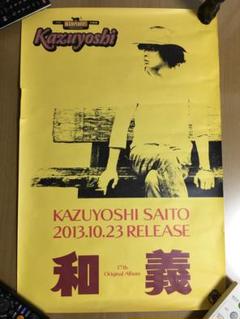 Kazuyoshi
KAZUYOSHI SAITO
2013.10.23 RELEASE
和義
17th
Original Album